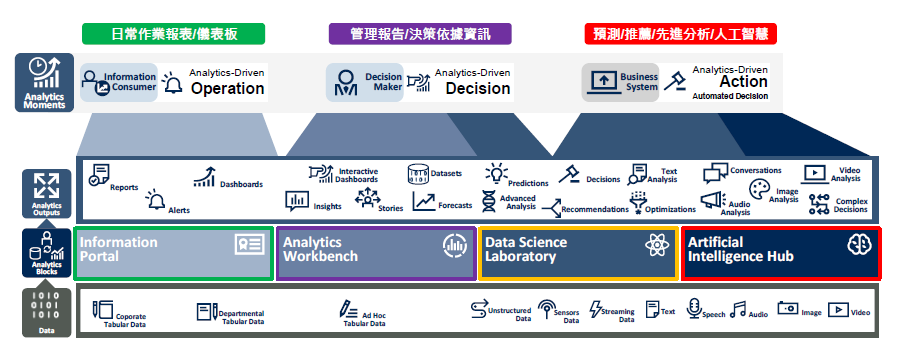 日常作業報表/儀表板
管理報告/決策依據資訊
預測/推薦/先進分析/人工智慧
Analytics
Moments
Information
Consumer
Analytics-Driven
Operation
Decision
Maker
Analytics-Driven
Decision
Business
System
Analytics-Driven
Action
Automated Decision
Analytics
Outputs
Reports
Alerts
Dashboards
Insights
Interactive
Dashboards
Stories
Datasets
0101
Forecasts
Predictions
Advanced
Analysis
Decisions
Recommendations
Text
Analysis
Optimizations
Conversations
Audio
Analysis
Image
Analysis
Video
Analysis
Complex
Decisions
Analytics
Blocks
Information
Portal
Analytics
Workbench
Data Science
Laboratory
Artificial
Intelligence Hub
1010
0101
1010
Data
Coporate
Tabular Data
Departmental
Tabular Data
Ad Hoc
Tabular Data
Unstructured
Data
Sensors
Data
Streaming
Data
Text
Speech
Audio
Image
Video